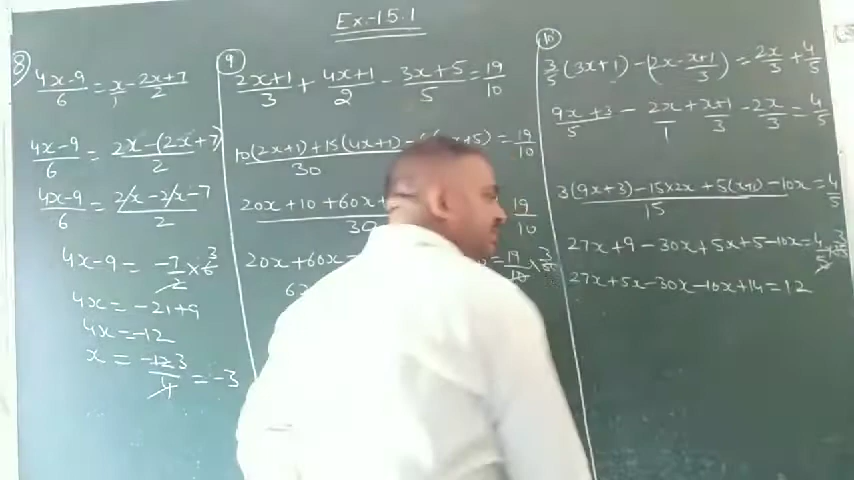 Ex.-15.1
8
(4x-9)/6 = x/1 - (2x+7)/2
(4x-9)/6 = (2x-(2x+7))/2
(4x-9)/6 = (2x-2x-7)/2
4x-9 = -7/2 × 6 3
4x = -21+9
4x = -12
x = -12 3/4 = -3
9
(2x+1)/3 + (4x+1)/2 - (3x+5)/5 = 19/10
(10(2x+1)+15(4x+1)- x+5)/30 = 19/10
20x+10+60x+ 30 19/10
20x+60x = 19/10 × 3
10
3/5 (3x+1) - (2x - (x+1)/3) = 2x/3 + 4/5
(9x+3)/5 - 2x/1 + (x+1)/3 - 2x/3 = 4/5
(3(9x+3)-15×2x+5(x+1)-10x)/15 = 4/5
27x+9-30x+5x+5-10x = 4/5 × 3
27x+5x-30x-10x+14=12